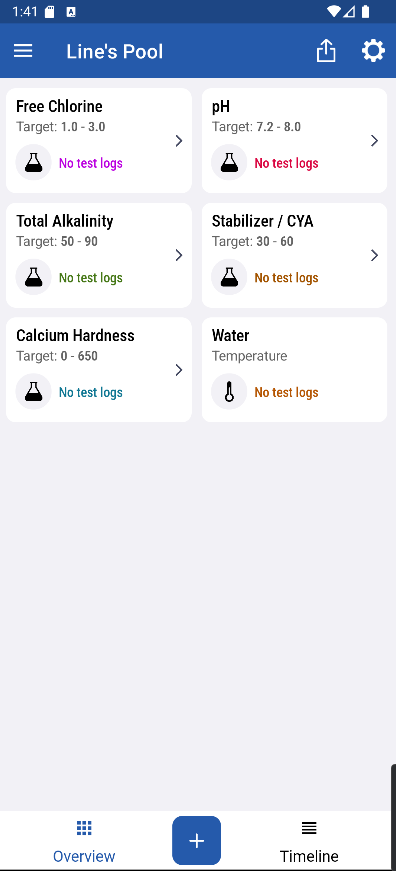 1:41
Line's Pool
Free Chlorine
Target: 1.0 - 3.0
No test logs
pH
Target: 7.2 - 8.0
No test logs
Total Alkalinity
Target: 50 - 90
No test logs
Stabilizer / CYA
Target: 30 - 60
No test logs
Calcium Hardness
Target: 0 - 650
No test logs
Water
Temperature
No test logs
Overview
Timeline